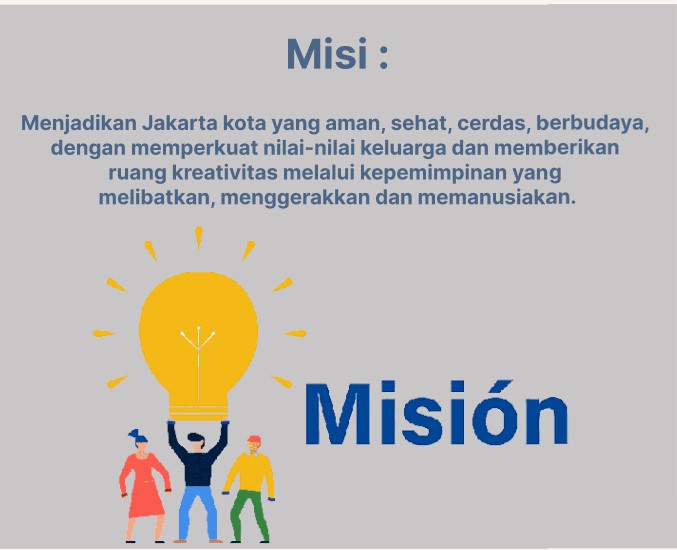 Misi :
Menjadikan Jakarta kota yang aman, sehat, cerdas, berbudaya,
dengan memperkuat nilai-nilai keluarga dan memberikan
ruang kreativitas melalui kepemimpinan yang
melibatkan, menggerakkan dan memanusiakan.
Misión